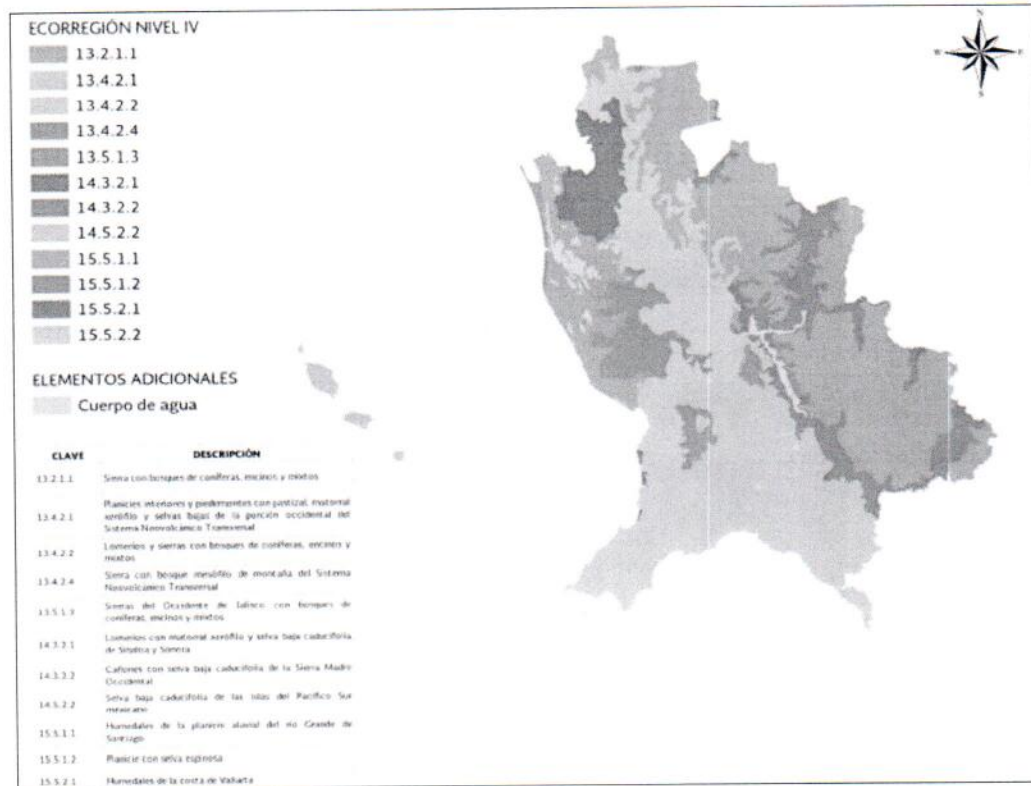 ECORREGIÓN NIVEL IV
13.2.1.1
13.4.2.1
13.4.2.2
13.4.2.4
13.5.1.3
14.3.2.1
14.3.2.2
14.5.2.2
15.5.1.1
15.5.1.2
15.5.2.1
15.5.2.2
ELEMENTOS ADICIONALES
Cuerpo de agua
N
W
E
S
CLAVE DESCRIPCIÓN
13.2.1.1 Sierra con bosques de coníferas, encinos y mixtos
Planicies interiores y piedemontes con pastizal, matorral
13.4.2.1 xerófilo y selvas bajas de la porción occidental del
Sistema Neovolcánico Transversal
13.4.2.2 Lomeríos y sierras con bosques de coníferas, encinos y
mixtos
13.4.2.4 Sierra con bosque mesófilo de montaña del Sistema
Neovolcánico Transversal
13.5.1.3 Sierras del Occidente de Jalisco con bosques de
coníferas, encinos y mixtos
14.3.2.1 Lomeríos con matorral xerófilo y selva baja caducifolia
de Sinaloa y Sonora
14.3.2.2 Cañones con selva baja caducifolia de la Sierra Madre
Occidental
14.5.2.2 Selva baja caducifolia de las Islas del Pacífico Sur
mexicano
15.5.1.1 Humedales de la planicie aluvial del río Grande de
Santiago
15.5.1.2 Planicie con selva espinosa
15.5.2.1 Humedales de la costa de Vallarta